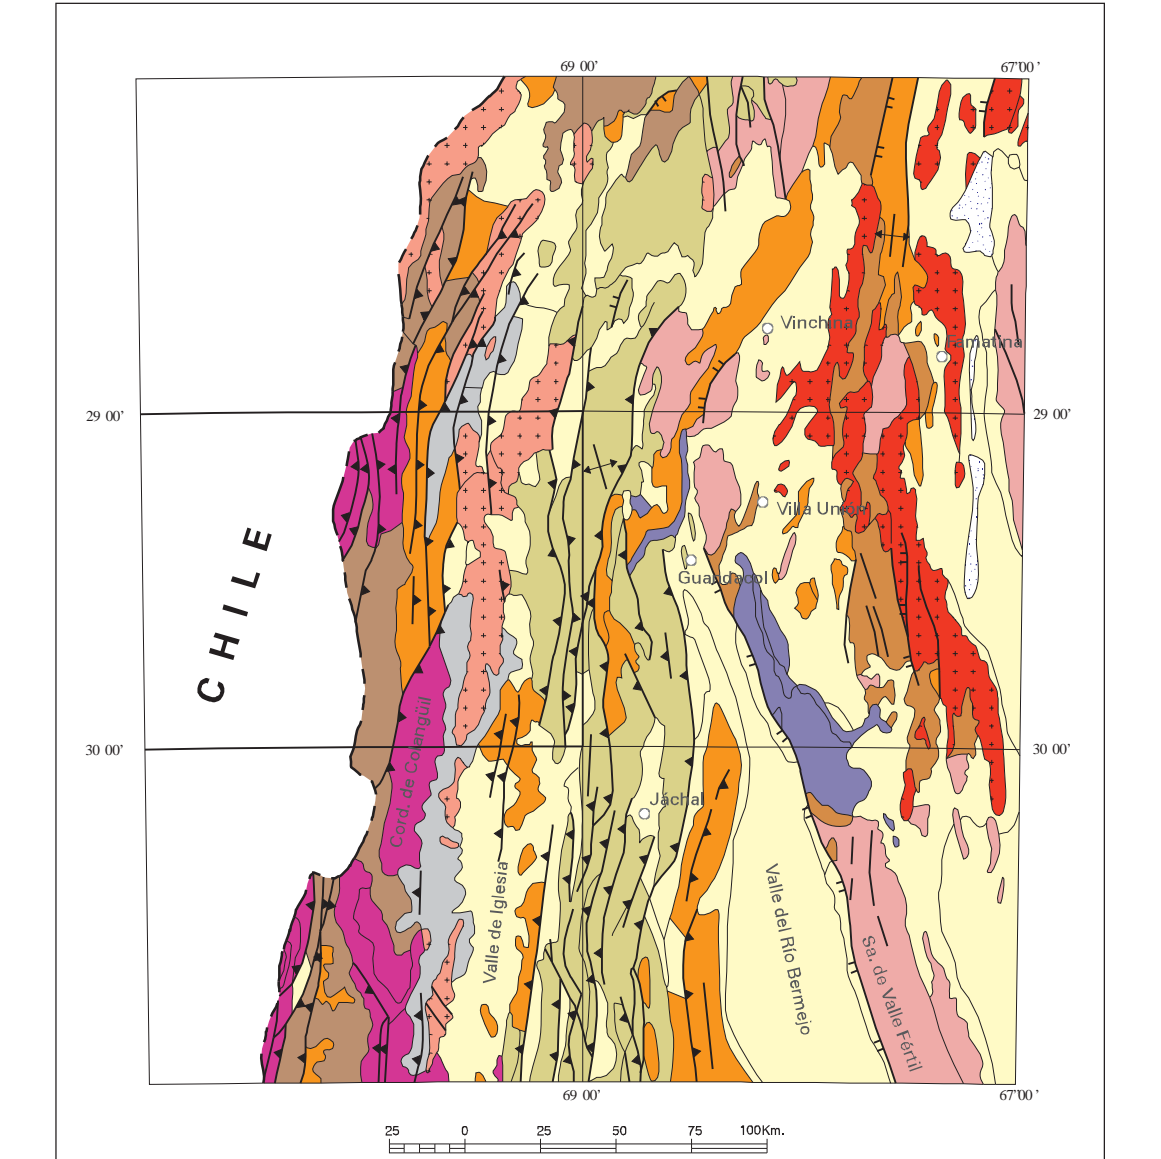 69 00' 67'00'
Vinchina
Famatina
29 00' 29 00'
Villa Unión
CHILE
Guandacol
Cord. de Colangüil
30 00' 30 00'
Jáchal
Valle de Iglesia
Valle del Río Bermejo
Sa. de Valle Fértil
69 00' 67'00'
25 0 25 50 75 100Km.